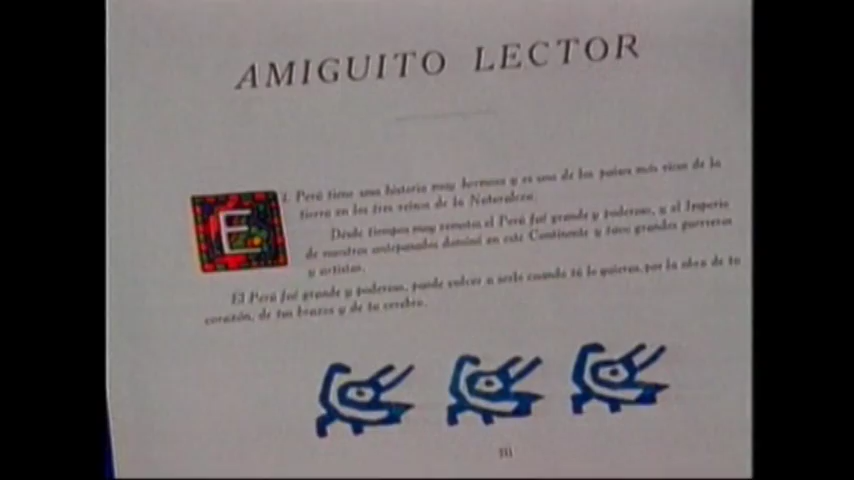 AMIGUITO LECTOR
EL Perú tiene una historia muy hermosa y es uno de los países más ricos de la
tierra en los tres reinos de la Naturaleza.
Desde tiempos muy remotos el Perú fué grande y poderoso, y el Imperio
de nuestros antepasados dominó en este Continente y tuvo grandes guerreros
y artistas.
El Perú fué grande y poderoso, puede volver a serlo cuando tú lo quieras, por la obra de tu
corazón, de tus brazos y de tu cerebro.
III